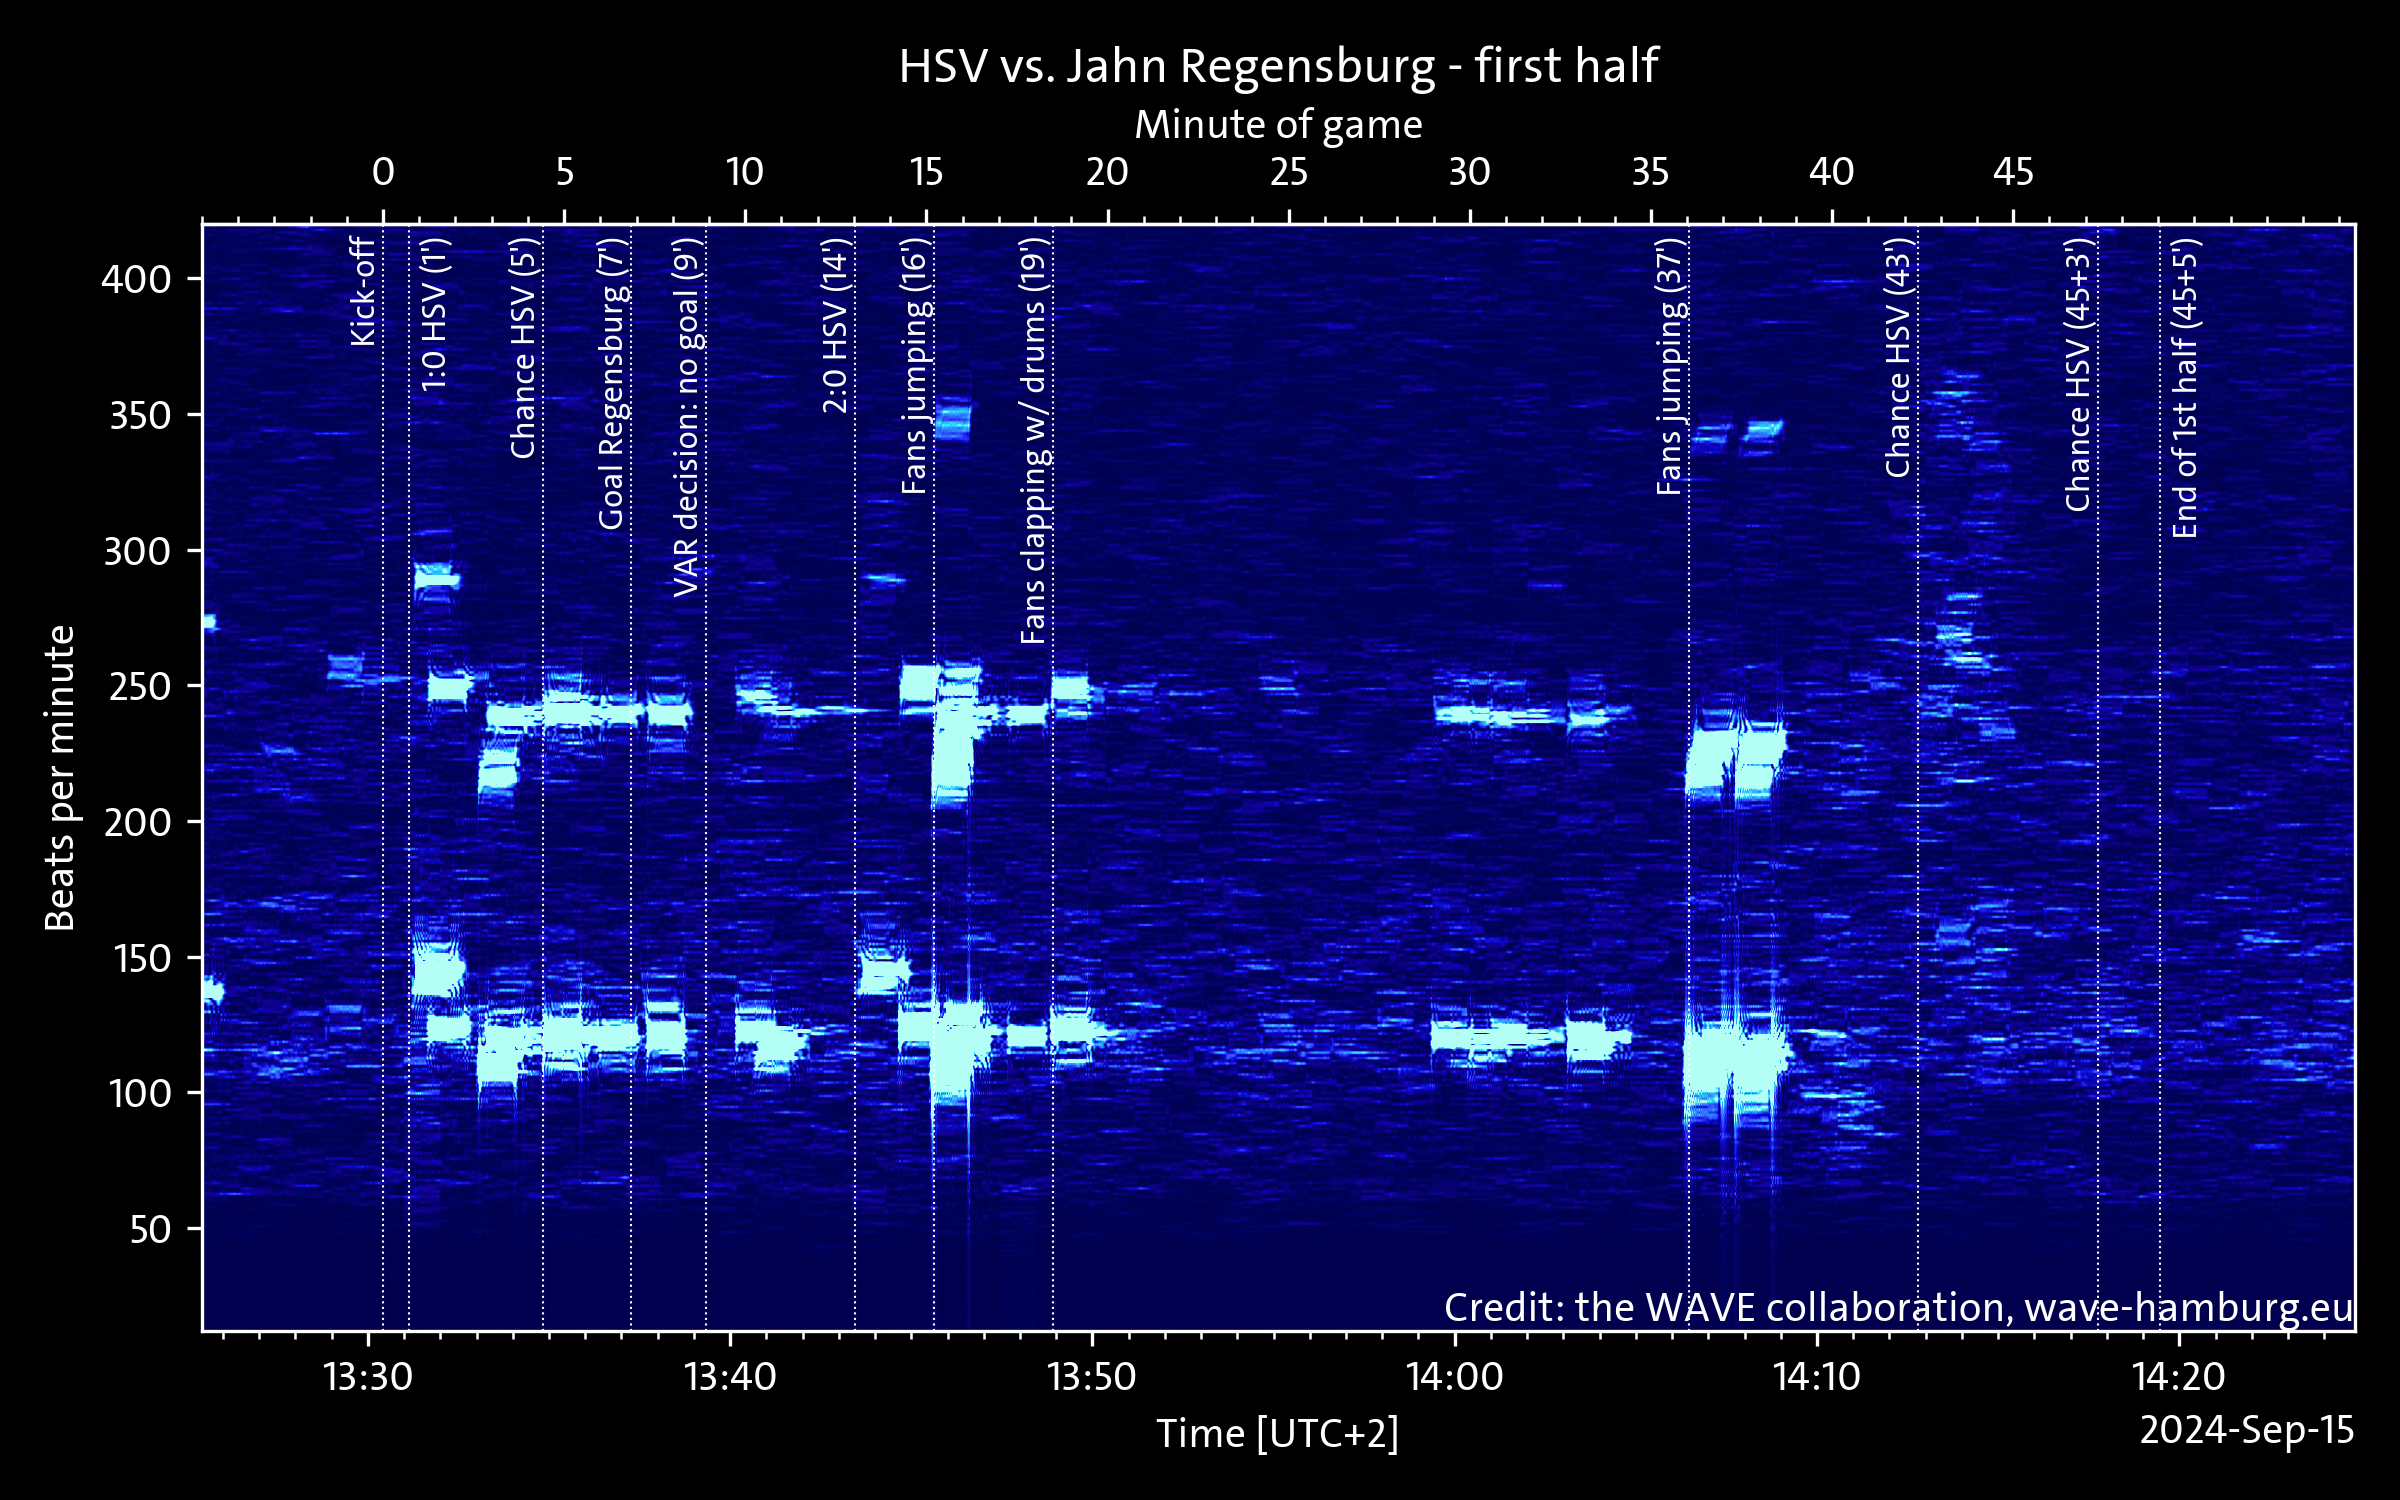 HSV vs. Jahn Regensburg - first half
Minute of game
0 5 10 15 20 25 30 35 40 45
Kick-off
1:0 HSV (1')
Chance HSV (5')
Goal Regensburg (7')
VAR decision: no goal (9')
2:0 HSV (14')
Fans jumping (16')
Fans clapping w/ drums (19')
Fans jumping (37')
Chance HSV (43')
Chance HSV (45+3')
End of 1st half (45+5')
Beats per minute
400
350
300
250
200
150
100
50
Credit: the WAVE collaboration, wave-hamburg.eu
13:30 13:40 13:50 14:00 14:10 14:20
Time [UTC+2]
2024-Sep-15